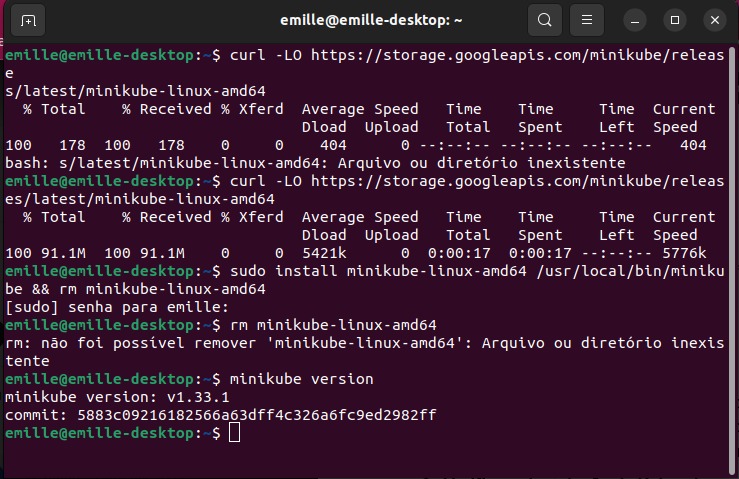 emille@emille-desktop: ~
emille@emille-desktop:~$ curl -LO https://storage.googleapis.com/minikube/releas
e
s/latest/minikube-linux-amd64
% Total % Received % Xferd Average Speed Time Time Time Current
Dload Upload Total Spent Left Speed
100 178 100 178 0 0 404 0 --:--:-- --:--:-- --:--:-- 404
bash: s/latest/minikube-linux-amd64: Arquivo ou diretório inexistente
emille@emille-desktop:~$ curl -LO https://storage.googleapis.com/minikube/releas
es/latest/minikube-linux-amd64
% Total % Received % Xferd Average Speed Time Time Time Current
Dload Upload Total Spent Left Speed
100 91.1M 100 91.1M 0 0 5421k 0 0:00:17 0:00:17 --:--:-- 5776k
emille@emille-desktop:~$ sudo install minikube-linux-amd64 /usr/local/bin/miniku
be && rm minikube-linux-amd64
[sudo] senha para emille:
emille@emille-desktop:~$ rm minikube-linux-amd64
rm: não foi possível remover 'minikube-linux-amd64': Arquivo ou diretório inexis
tente
emille@emille-desktop:~$ minikube version
minikube version: v1.33.1
commit: 5883c09216182566a63dff4c326a6fc9ed2982ff
emille@emille-desktop:~$